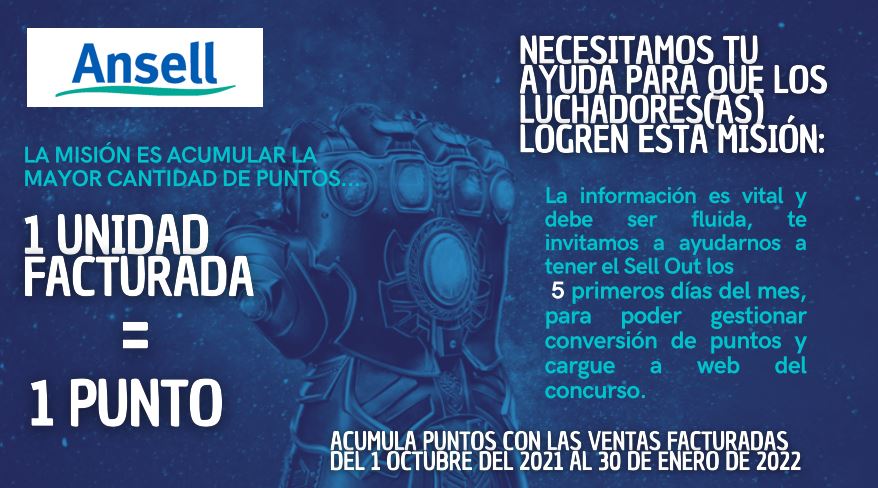 Ansell
LA MISIÓN ES ACUMULAR LA
MAYOR CANTIDAD DE PUNTOS...
1 UNIDAD
FACTURADA
=
1 PUNTO
NECESITAMOS TU
AYUDA PARA QUE LOS
LUCHADORES(AS)
LOGREN ESTA MISIÓN:
La información es vital y
debe ser fluida, te
invitamos a ayudarnos a
tener el Sell Out los
5 primeros días del mes,
para poder gestionar
conversión de puntos y
cargue a web del
concurso.
ACUMULA PUNTOS CON LAS VENTAS FACTURADAS
DEL 1 OCTUBRE DEL 2021 AL 30 DE ENERO DE 2022